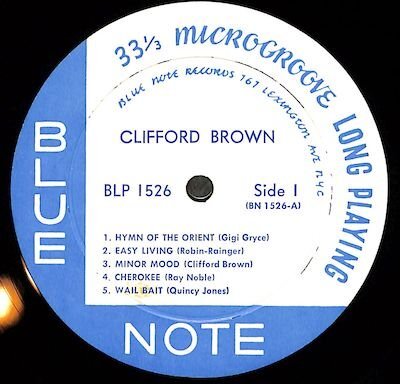 33⅓ MICROGROOVE LONG PLAYING
BLUE NOTE RECORDS 767 LEXINGTON AVE NYC
CLIFFORD BROWN
BLP 1526
Side 1
(BN 1526-A)
1. HYMN OF THE ORIENT (Gigi Gryce)
2. EASY LIVING (Robin-Rainger)
3. MINOR MOOD (Clifford Brown)
4. CHEROKEE (Ray Noble)
5. WAIL BAIT (Quincy Jones)
BLUE
NOTE